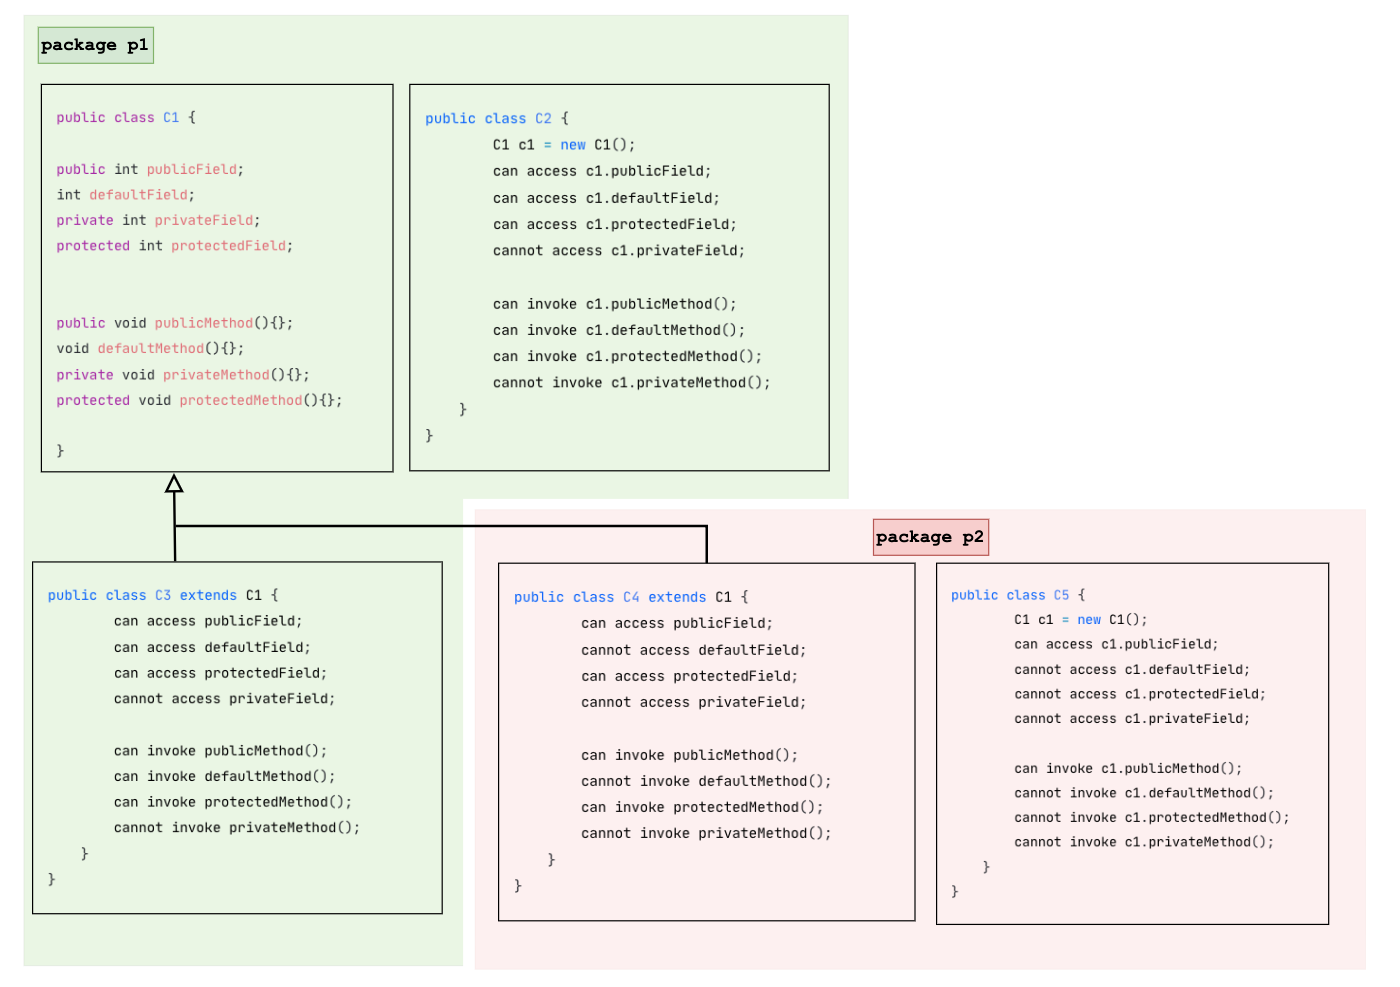 package p1
public class C1 {
public int publicField;
int defaultField;
private int privateField;
protected int protectedField;
public void publicMethod(){};
void defaultMethod(){};
private void privateMethod(){};
protected void protectedMethod(){};
}
public class C2 {
C1 c1 = new C1();
can access c1.publicField;
can access c1.defaultField;
can access c1.protectedField;
cannot access c1.privateField;
can invoke c1.publicMethod();
can invoke c1.defaultMethod();
can invoke c1.protectedMethod();
cannot invoke c1.privateMethod();
}
}
public class C3 extends C1 {
can access publicField;
can access defaultField;
can access protectedField;
cannot access privateField;
can invoke publicMethod();
can invoke defaultMethod();
can invoke protectedMethod();
cannot invoke privateMethod();
}
}
package p2
public class C4 extends C1 {
can access publicField;
cannot access defaultField;
can access protectedField;
cannot access privateField;
can invoke publicMethod();
cannot invoke defaultMethod();
can invoke protectedMethod();
cannot invoke privateMethod();
}
}
public class C5 {
C1 c1 = new C1();
can access c1.publicField;
cannot access c1.defaultField;
cannot access c1.protectedField;
cannot access c1.privateField;
can invoke c1.publicMethod();
cannot invoke c1.defaultMethod();
cannot invoke c1.protectedMethod();
cannot invoke c1.privateMethod();
}
}